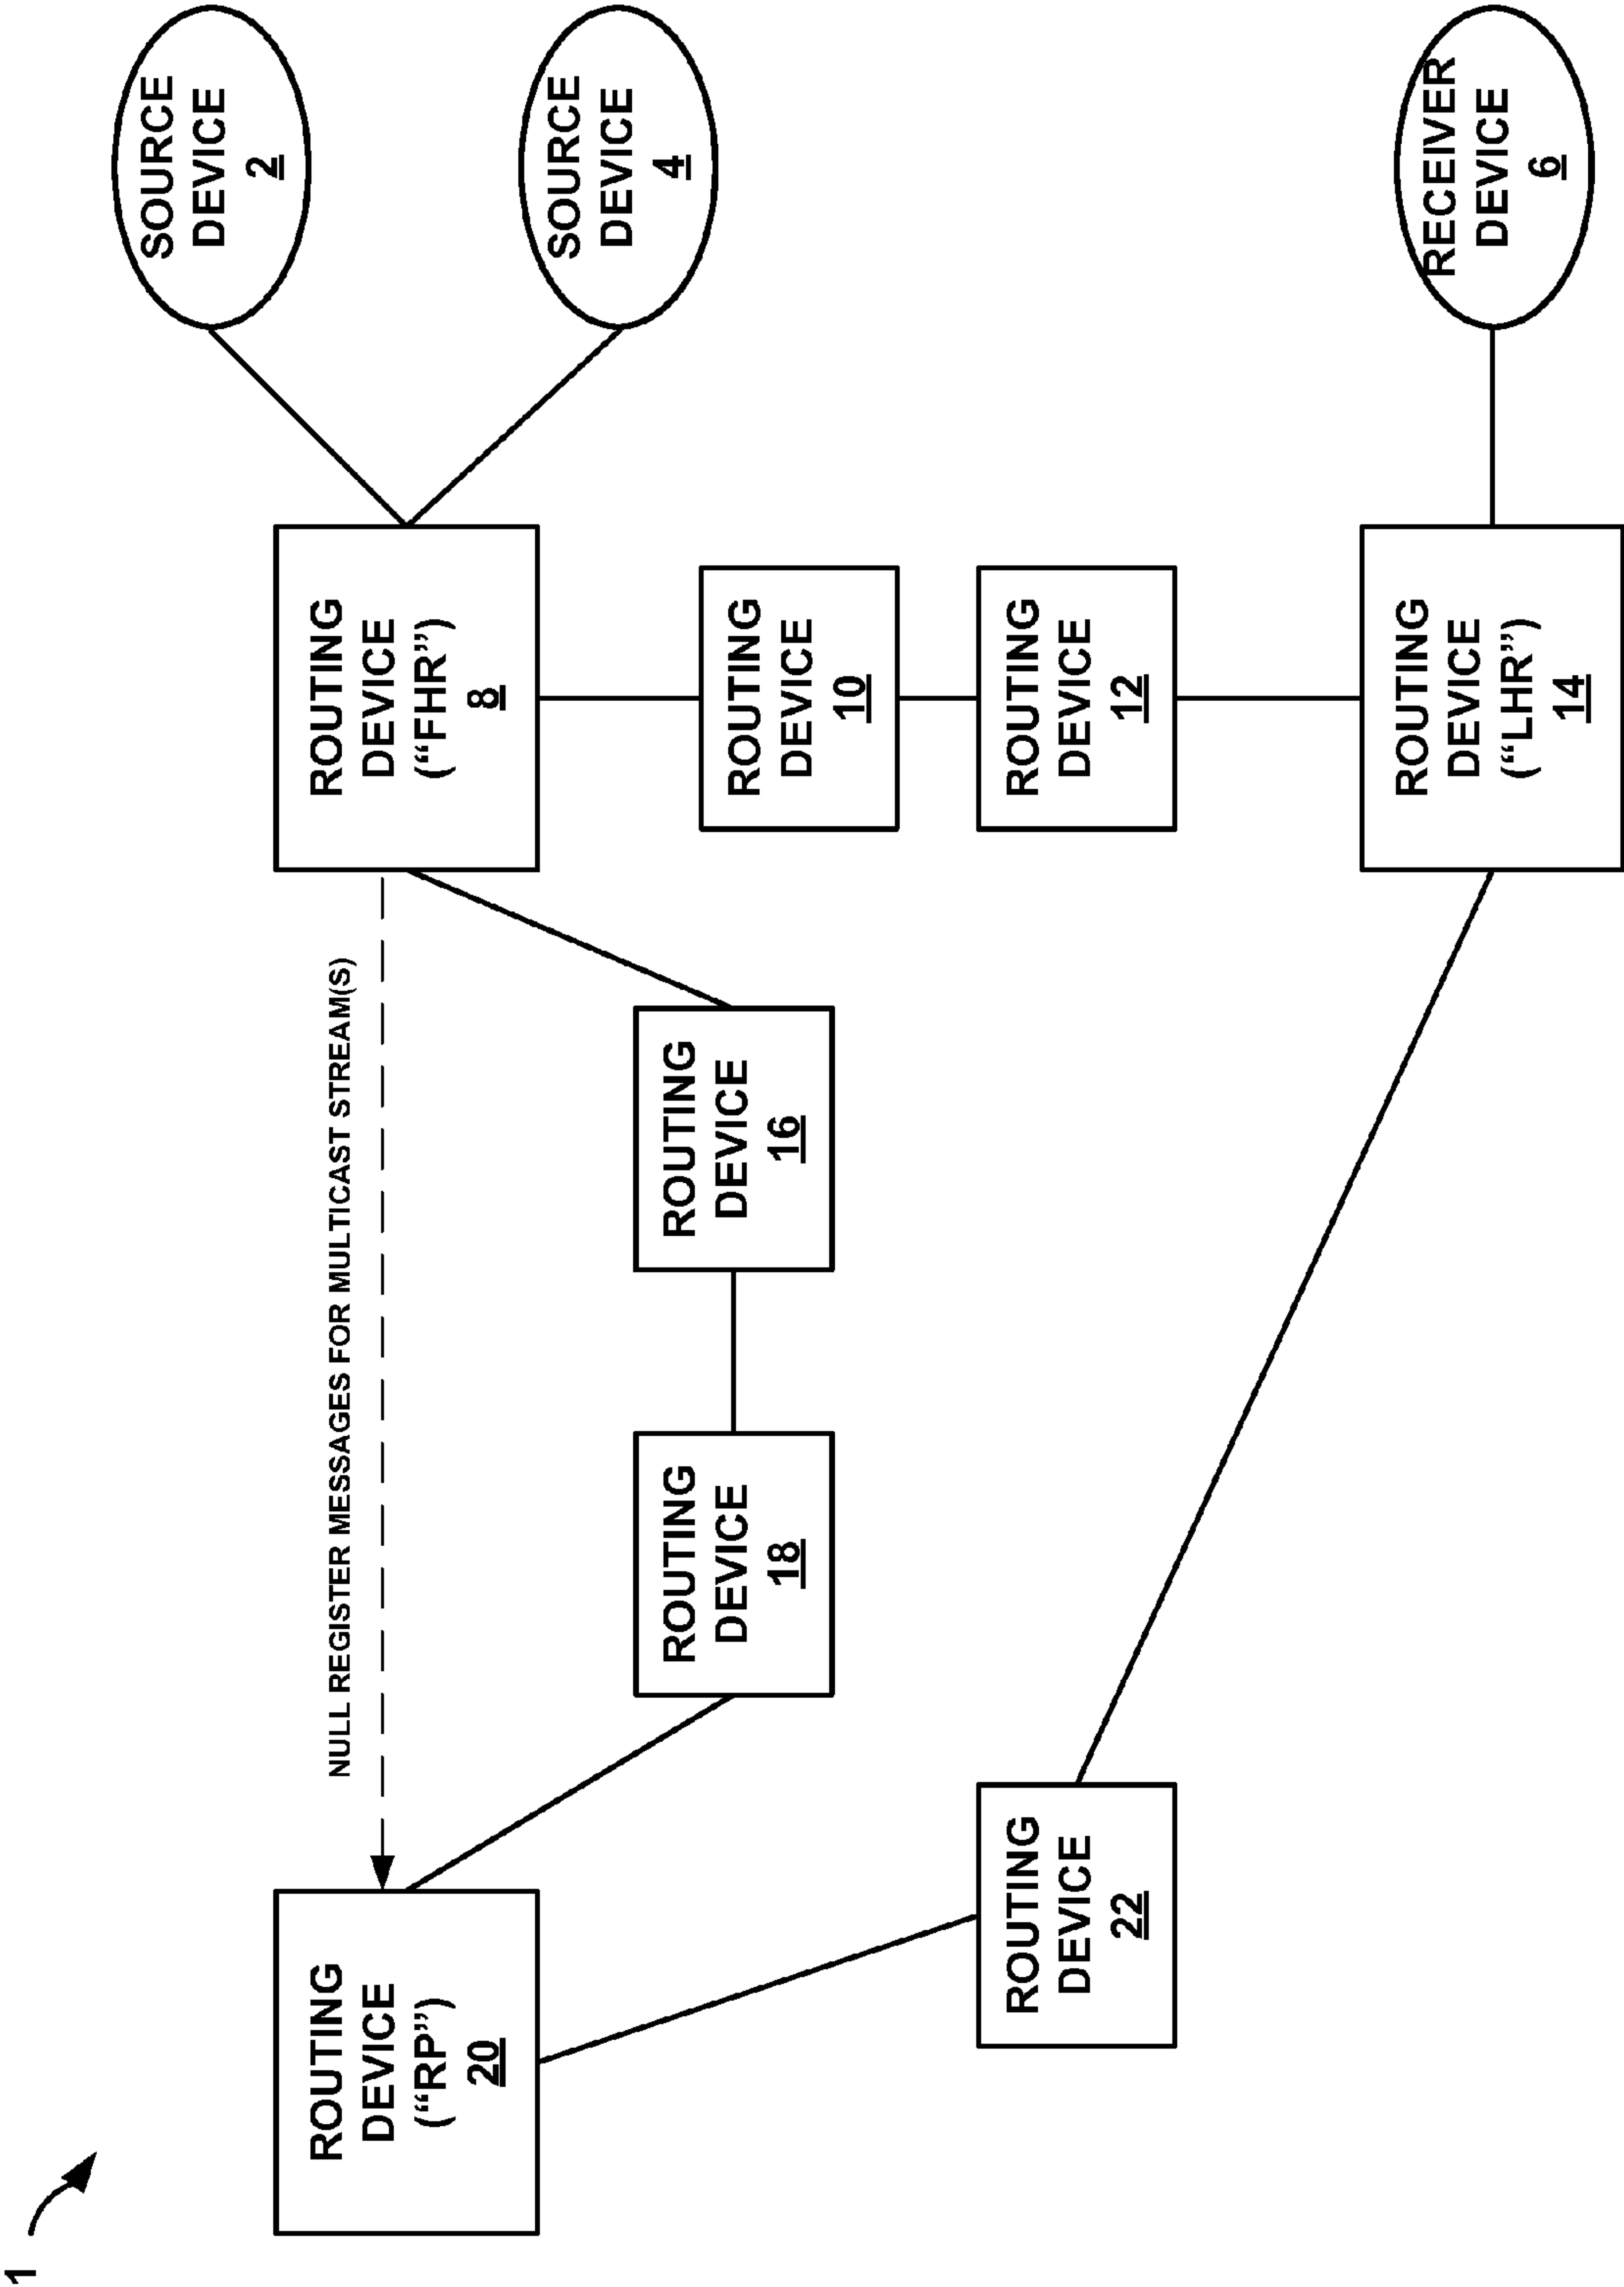 1
SOURCE
DEVICE
2
SOURCE
DEVICE
4
RECEIVER
DEVICE
6
ROUTING
DEVICE
(“FHR”)
8
ROUTING
DEVICE
10
ROUTING
DEVICE
12
ROUTING
DEVICE
(“LHR”)
14
NULL REGISTER MESSAGES FOR MULTICAST STREAM(S)
ROUTING
DEVICE
16
ROUTING
DEVICE
18
ROUTING
DEVICE
(“RP”)
20
ROUTING
DEVICE
22